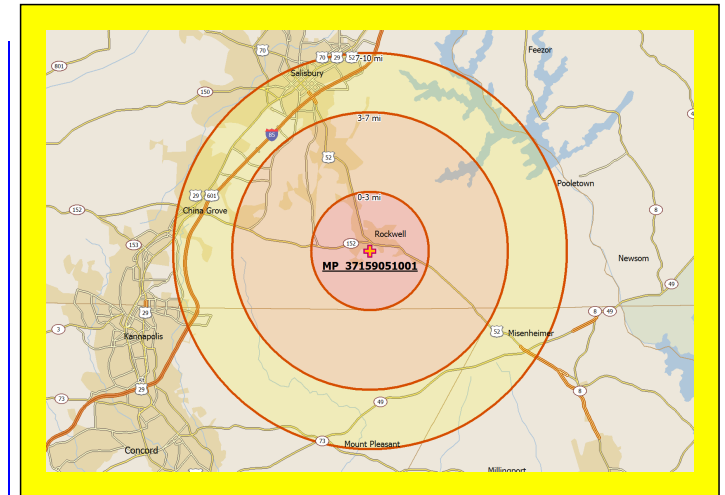 Feezor
70
70 29 52
7-10 mi
801
Salisbury
150
3-7 mi
85
52
Pooletown
0-3 mi
29 601
152
China Grove
8
Rockwell
153
152
Newsom
MP 37159051001
49
29
8 49
3
52
Misenheimer
Kannapolis
29
8
73
49
73
Mount Pleasant
Concord
Millingport